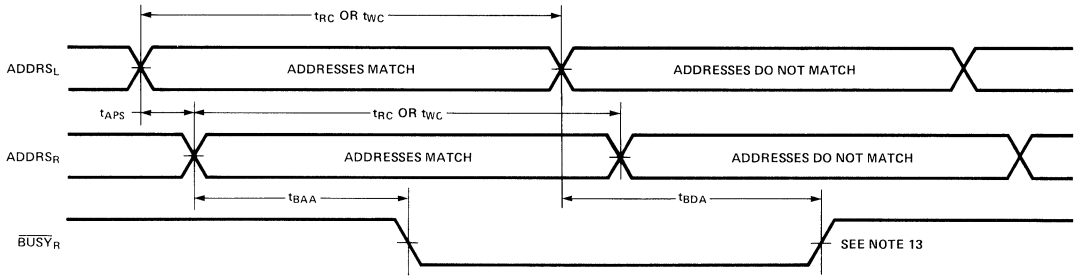 tRC OR tWC
ADDRSL ADDRESSES MATCH ADDRESSES DO NOT MATCH
tAPS tRC OR tWC
ADDRSR ADDRESSES MATCH ADDRESSES DO NOT MATCH
tBAA tBDA
BUSYR SEE NOTE 13